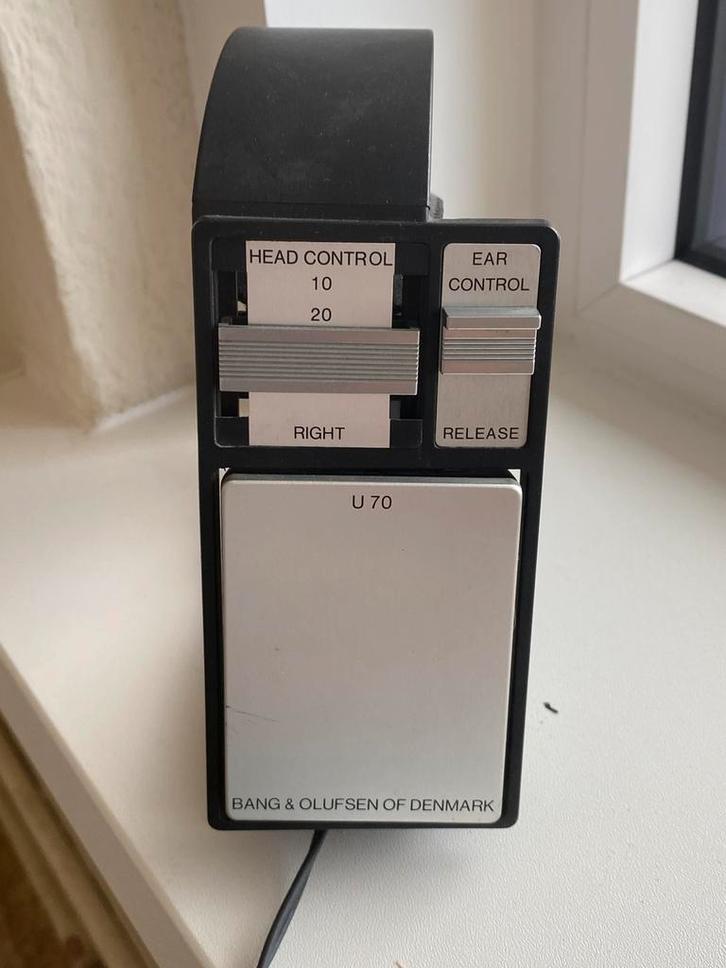 HEAD CONTROL
10
20
RIGHT
EAR
CONTROL
RELEASE
U 70
BANG & OLUFSEN OF DENMARK